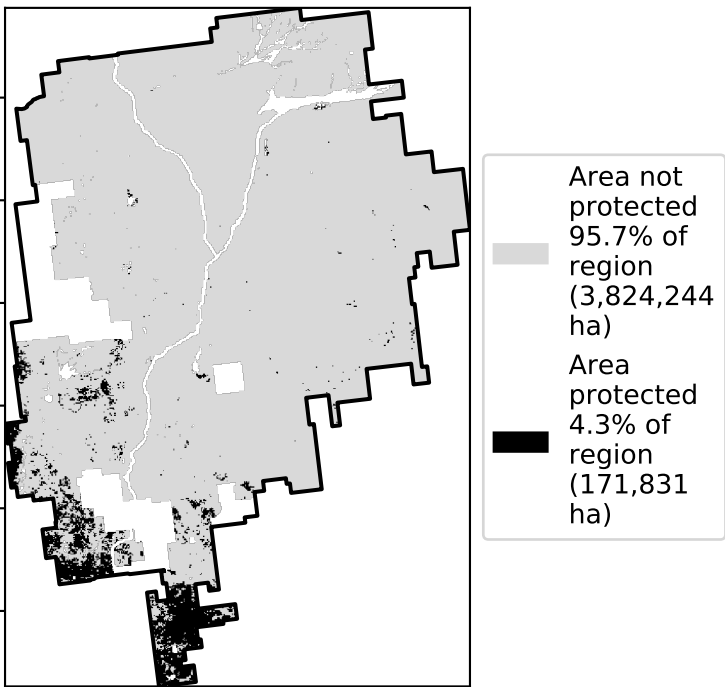 Area not
protected
95.7% of
region
(3,824,244
ha)
Area
protected
4.3% of
region
(171,831
ha)